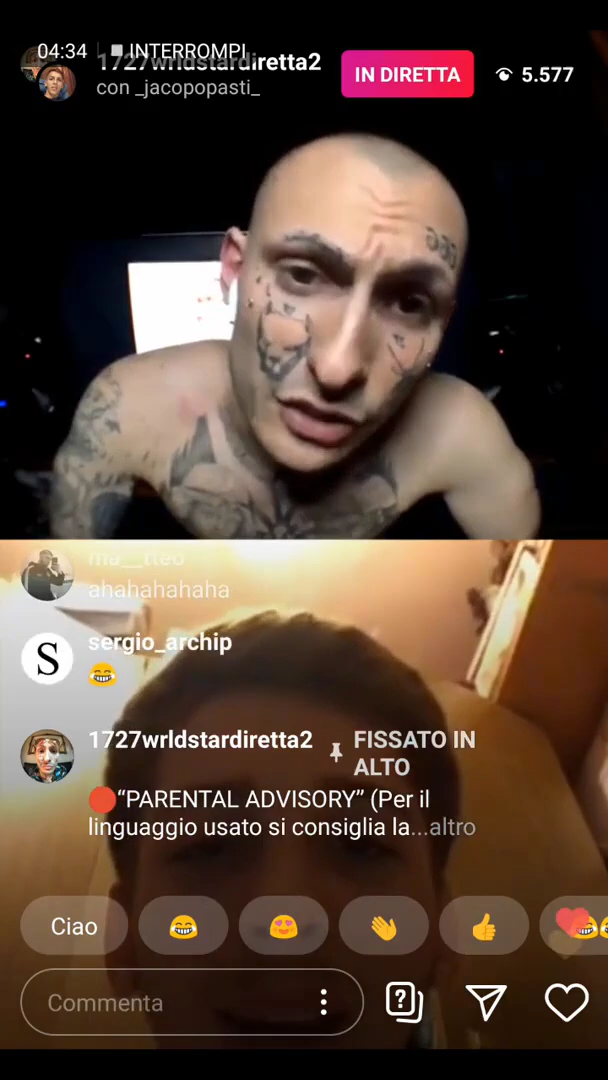 04:34 INTERROMPI
1727wrldstardiretta2
con _jacopopasti_
IN DIRETTA
5.577
666
ahahahahaha
sergio_archip
S
😂
1727wrldstardiretta2 FISSATO IN
ALTO
🔴“PARENTAL ADVISORY” (Per il
linguaggio usato si consiglia la...altro
Ciao 😂 😍 👏 👍
Commenta
?